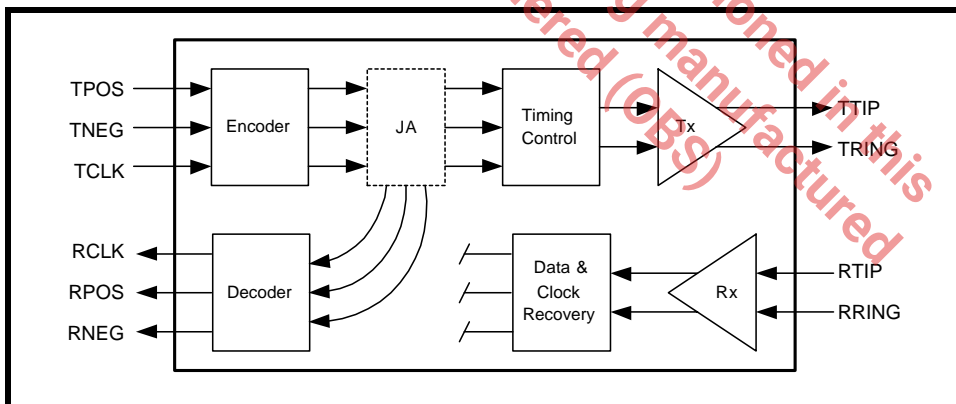 TPOS
TNEG
TCLK
Encoder
JA
Timing
Control
Tx
TTIP
TRING
RCLK
RPOS
RNEG
Decoder
Data &
Clock
Recovery
Rx
RTIP
RRING
oned in this
g manufactured
ered (OBS)